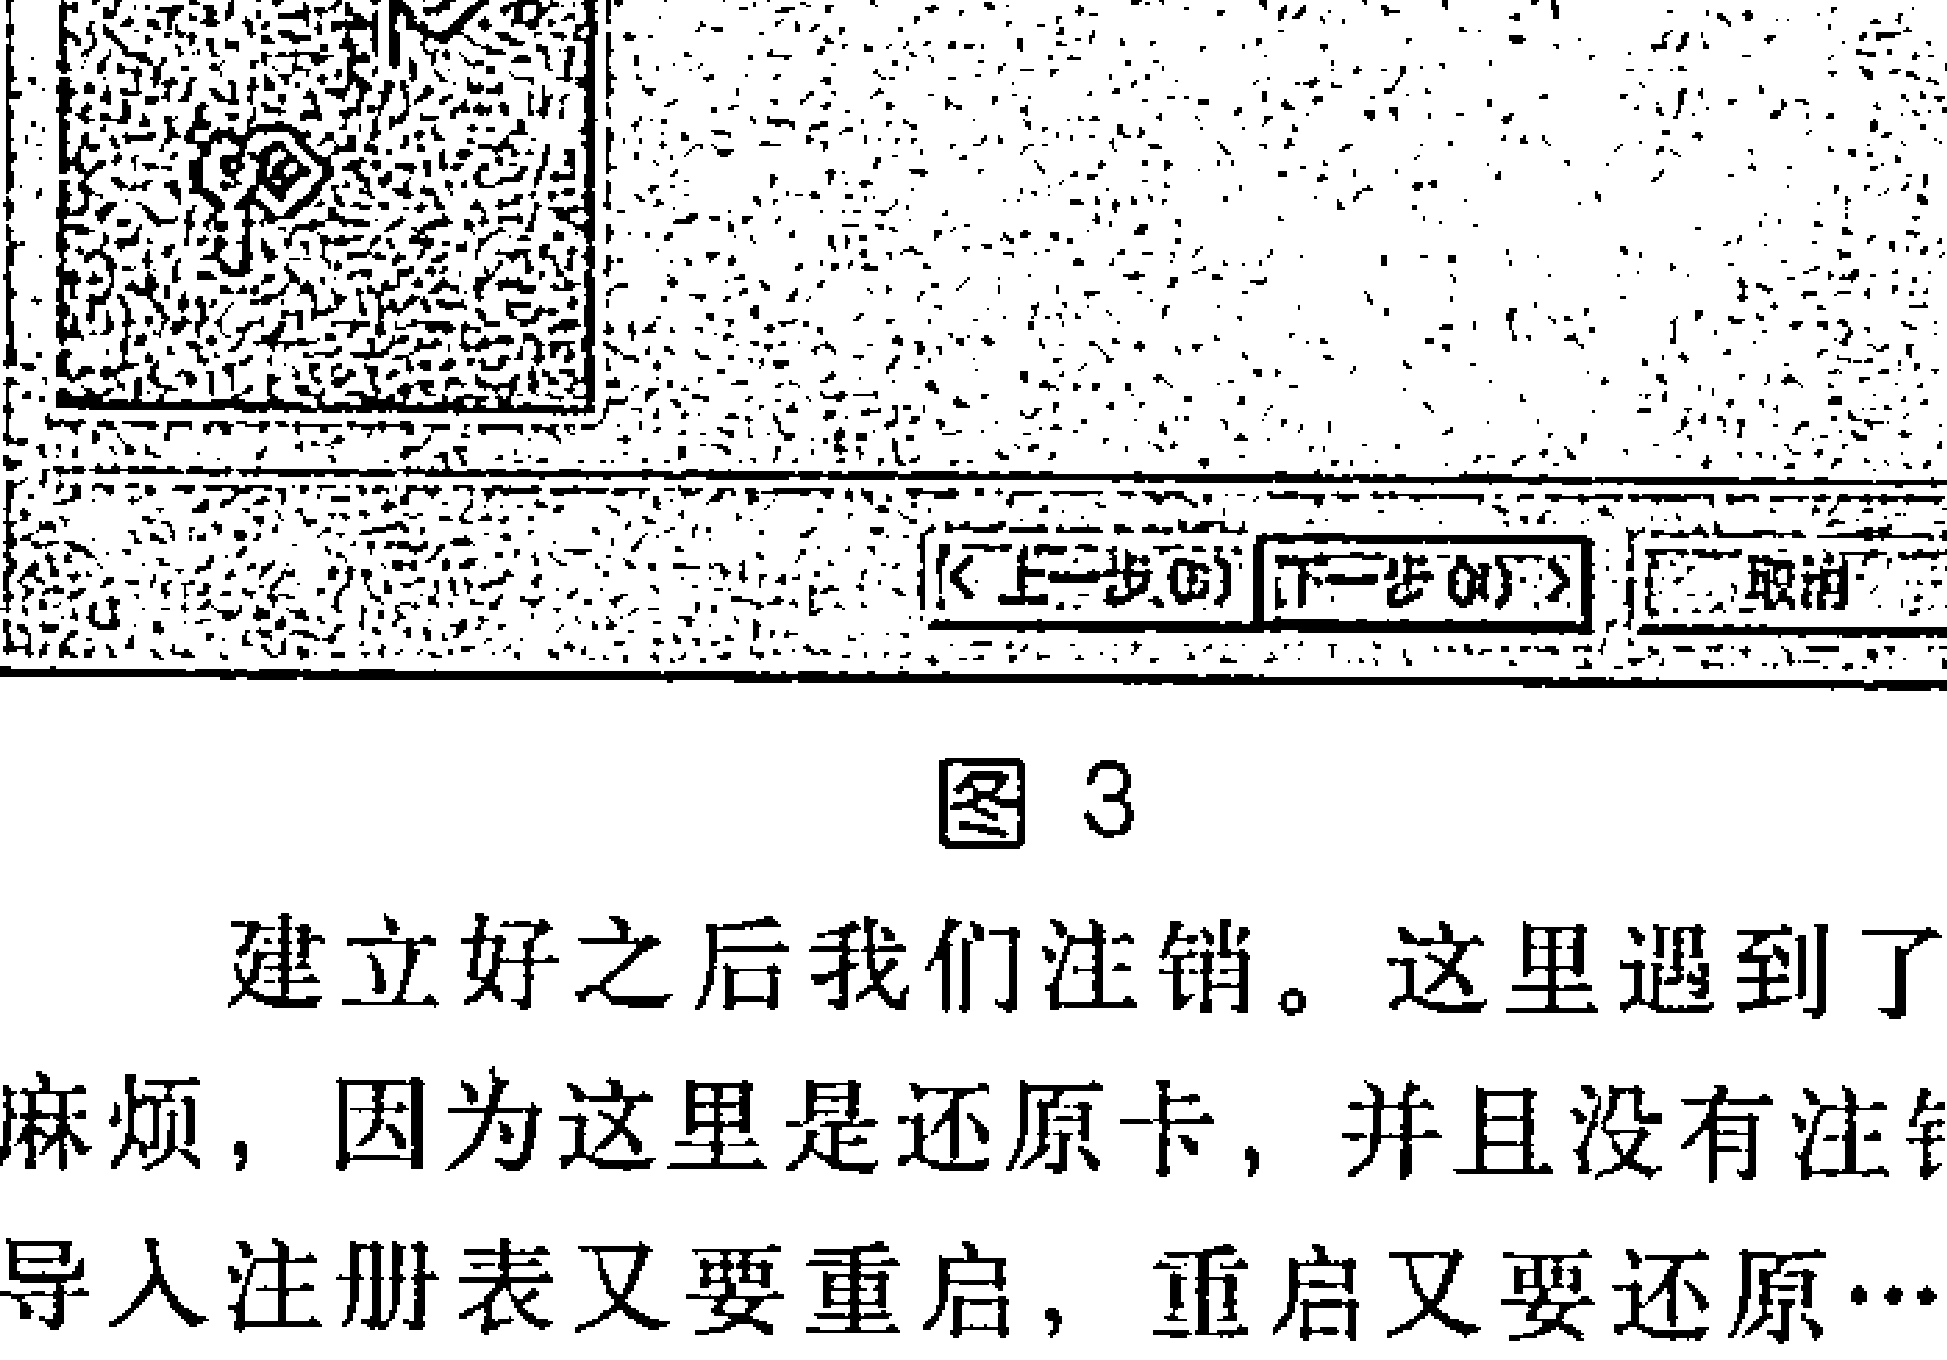 < 上一步(B) 下一步(N) > 取消
图 3
建立好之后我们注销。这里遇到了
麻烦，因为这里是还原卡，并且没有注
导入注册表又要重启，重启又要还原…